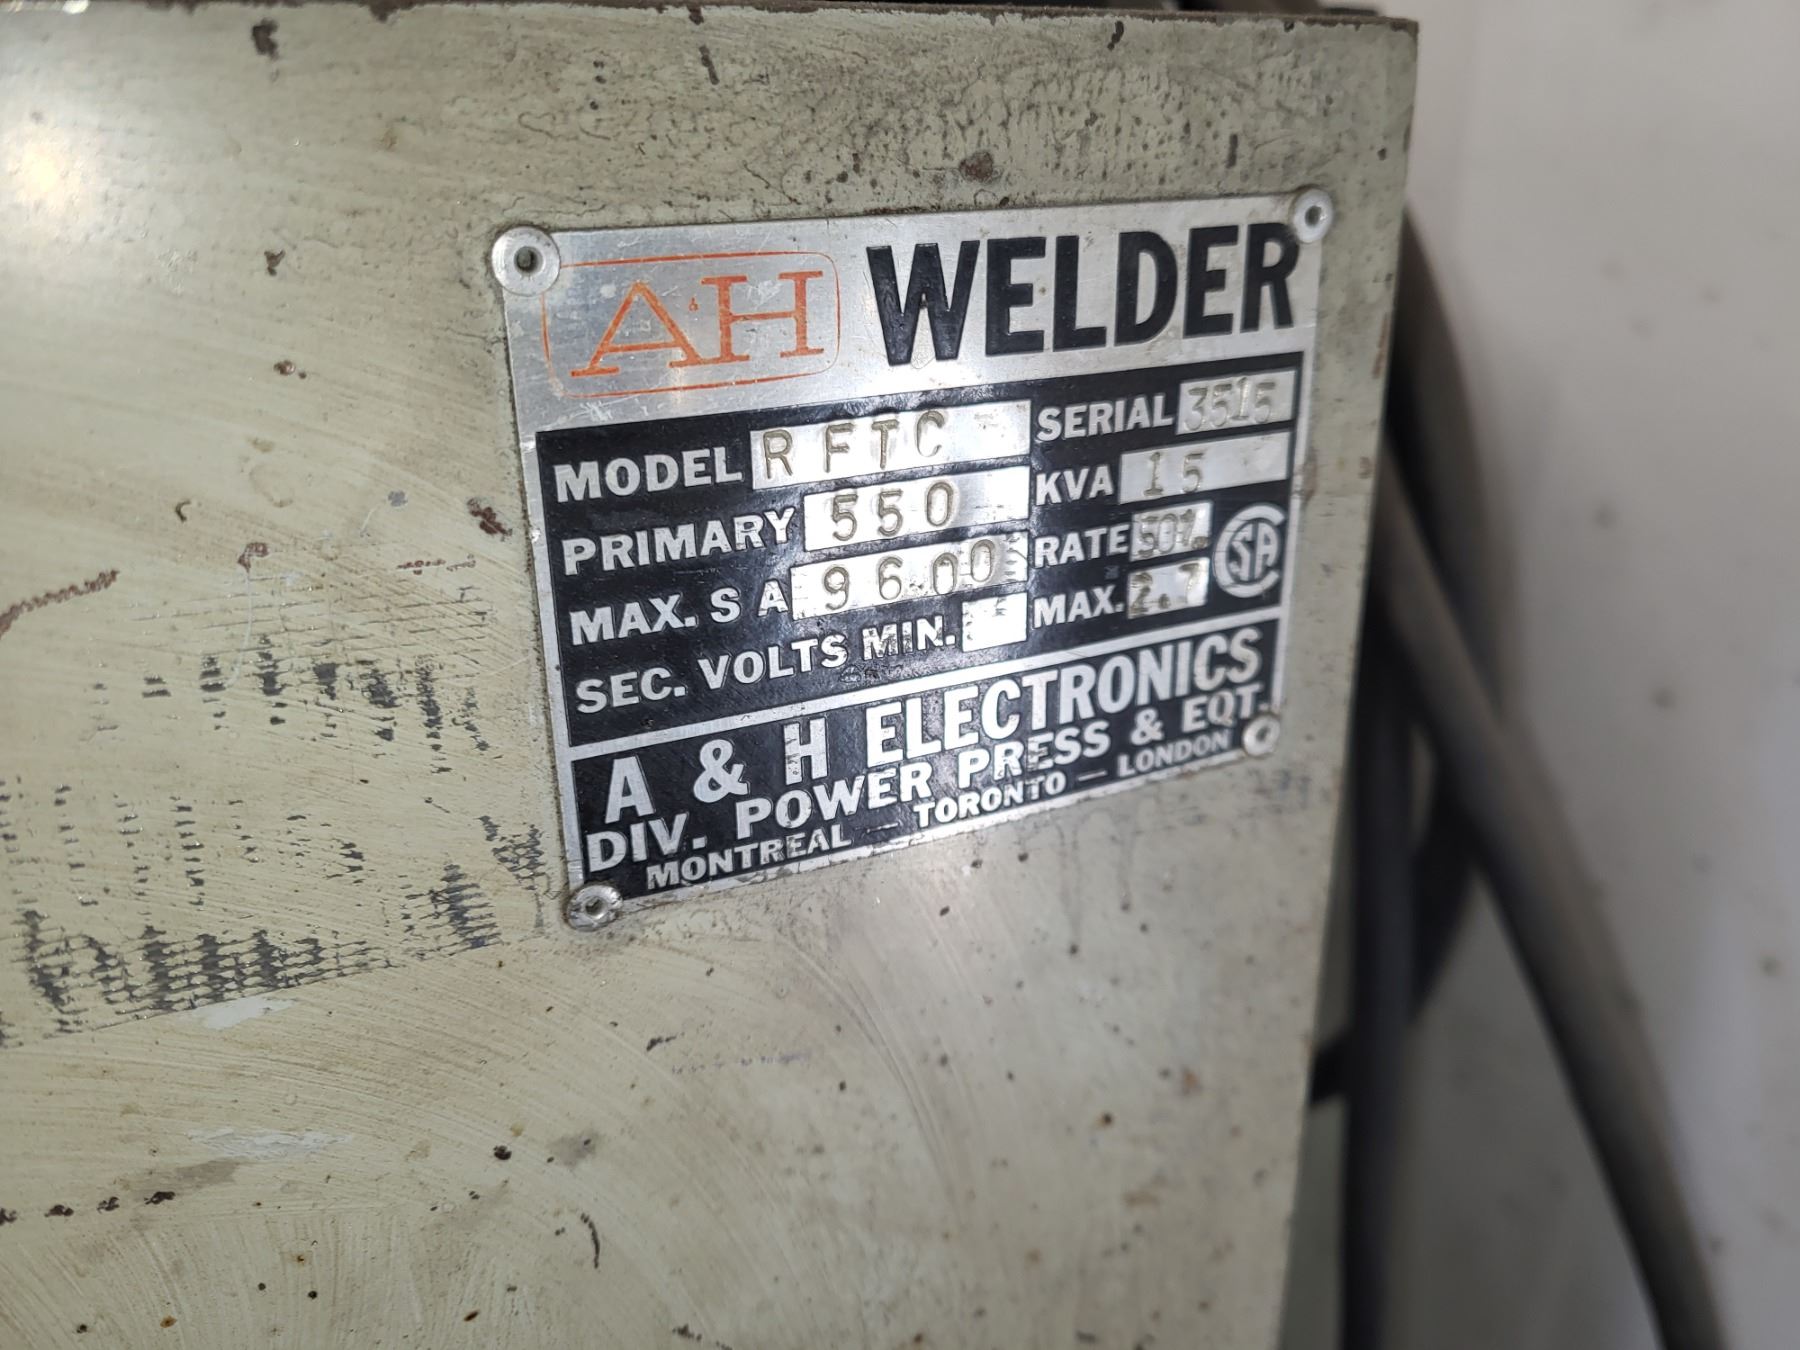 A&H WELDER
MODEL RFTC SERIAL 3515
PRIMARY 550 KVA 15
MAX. S A 9600 RATE 50% CSA
SEC. VOLTS MIN. MAX. 2.7
A & H ELECTRONICS
DIV. POWER PRESS & EQT.
MONTREAL — TORONTO — LONDON